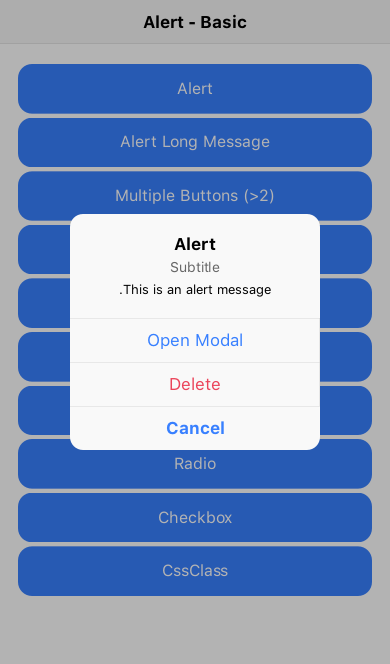 Alert - Basic
Alert
Alert Long Message
Multiple Buttons (>2)
Alert
Subtitle
.This is an alert message
Open Modal
Delete
Cancel
Radio
Checkbox
CssClass